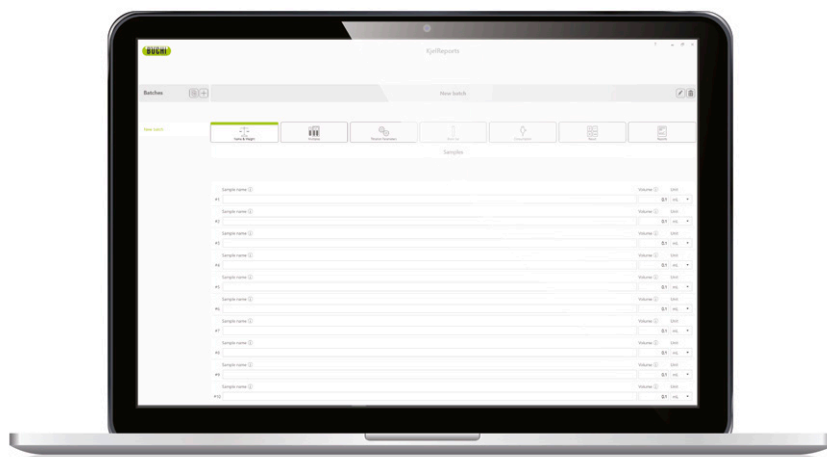 BUCHI
KjelReports
Batches
New batch
New batch
Name & Weight
Samples
Sample name Volume Unit
#1 0.1 mL
Sample name Volume Unit
#2 0.1 mL
Sample name Volume Unit
#3 0.1 mL
Sample name Volume Unit
#4 0.1 mL
Sample name Volume Unit
#5 0.1 mL
Sample name Volume Unit
#6 0.1 mL
Sample name Volume Unit
#7 0.1 mL
Sample name Volume Unit
#8 0.1 mL
Sample name Volume Unit
#9 0.1 mL
Sample name Volume Unit
#10 0.1 mL